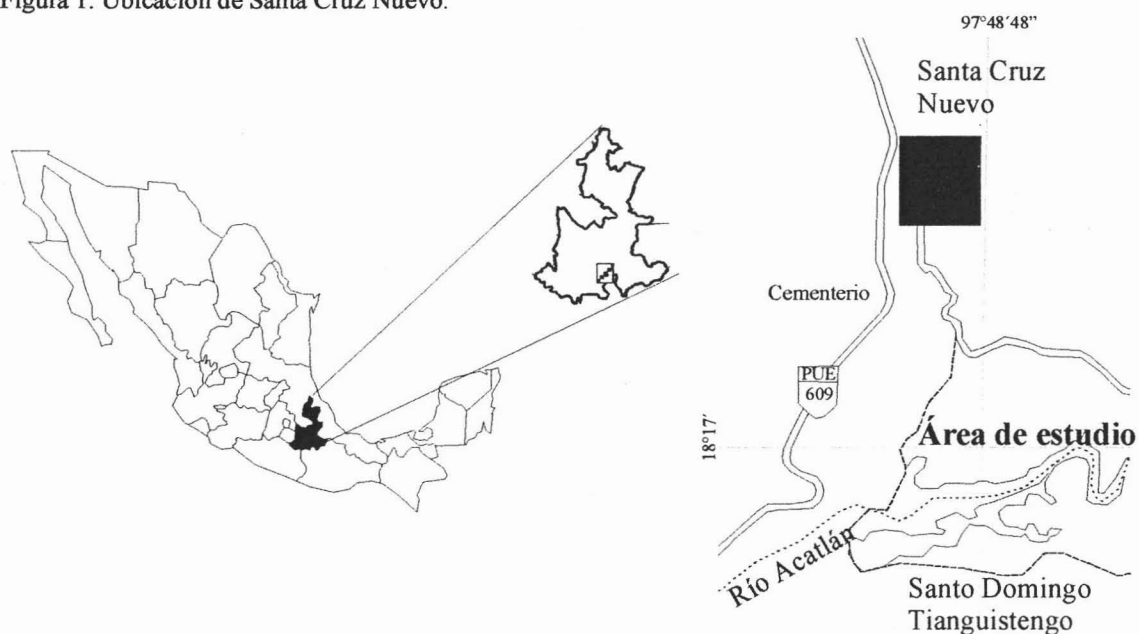 Figura 1. Ubicación de Santa Cruz Nuevo.
97°48´48”
Santa Cruz
Nuevo
Cementerio
PUE
609
18°17´
Área de estudio
Río Acatlán
Santo Domingo
Tianguistengo